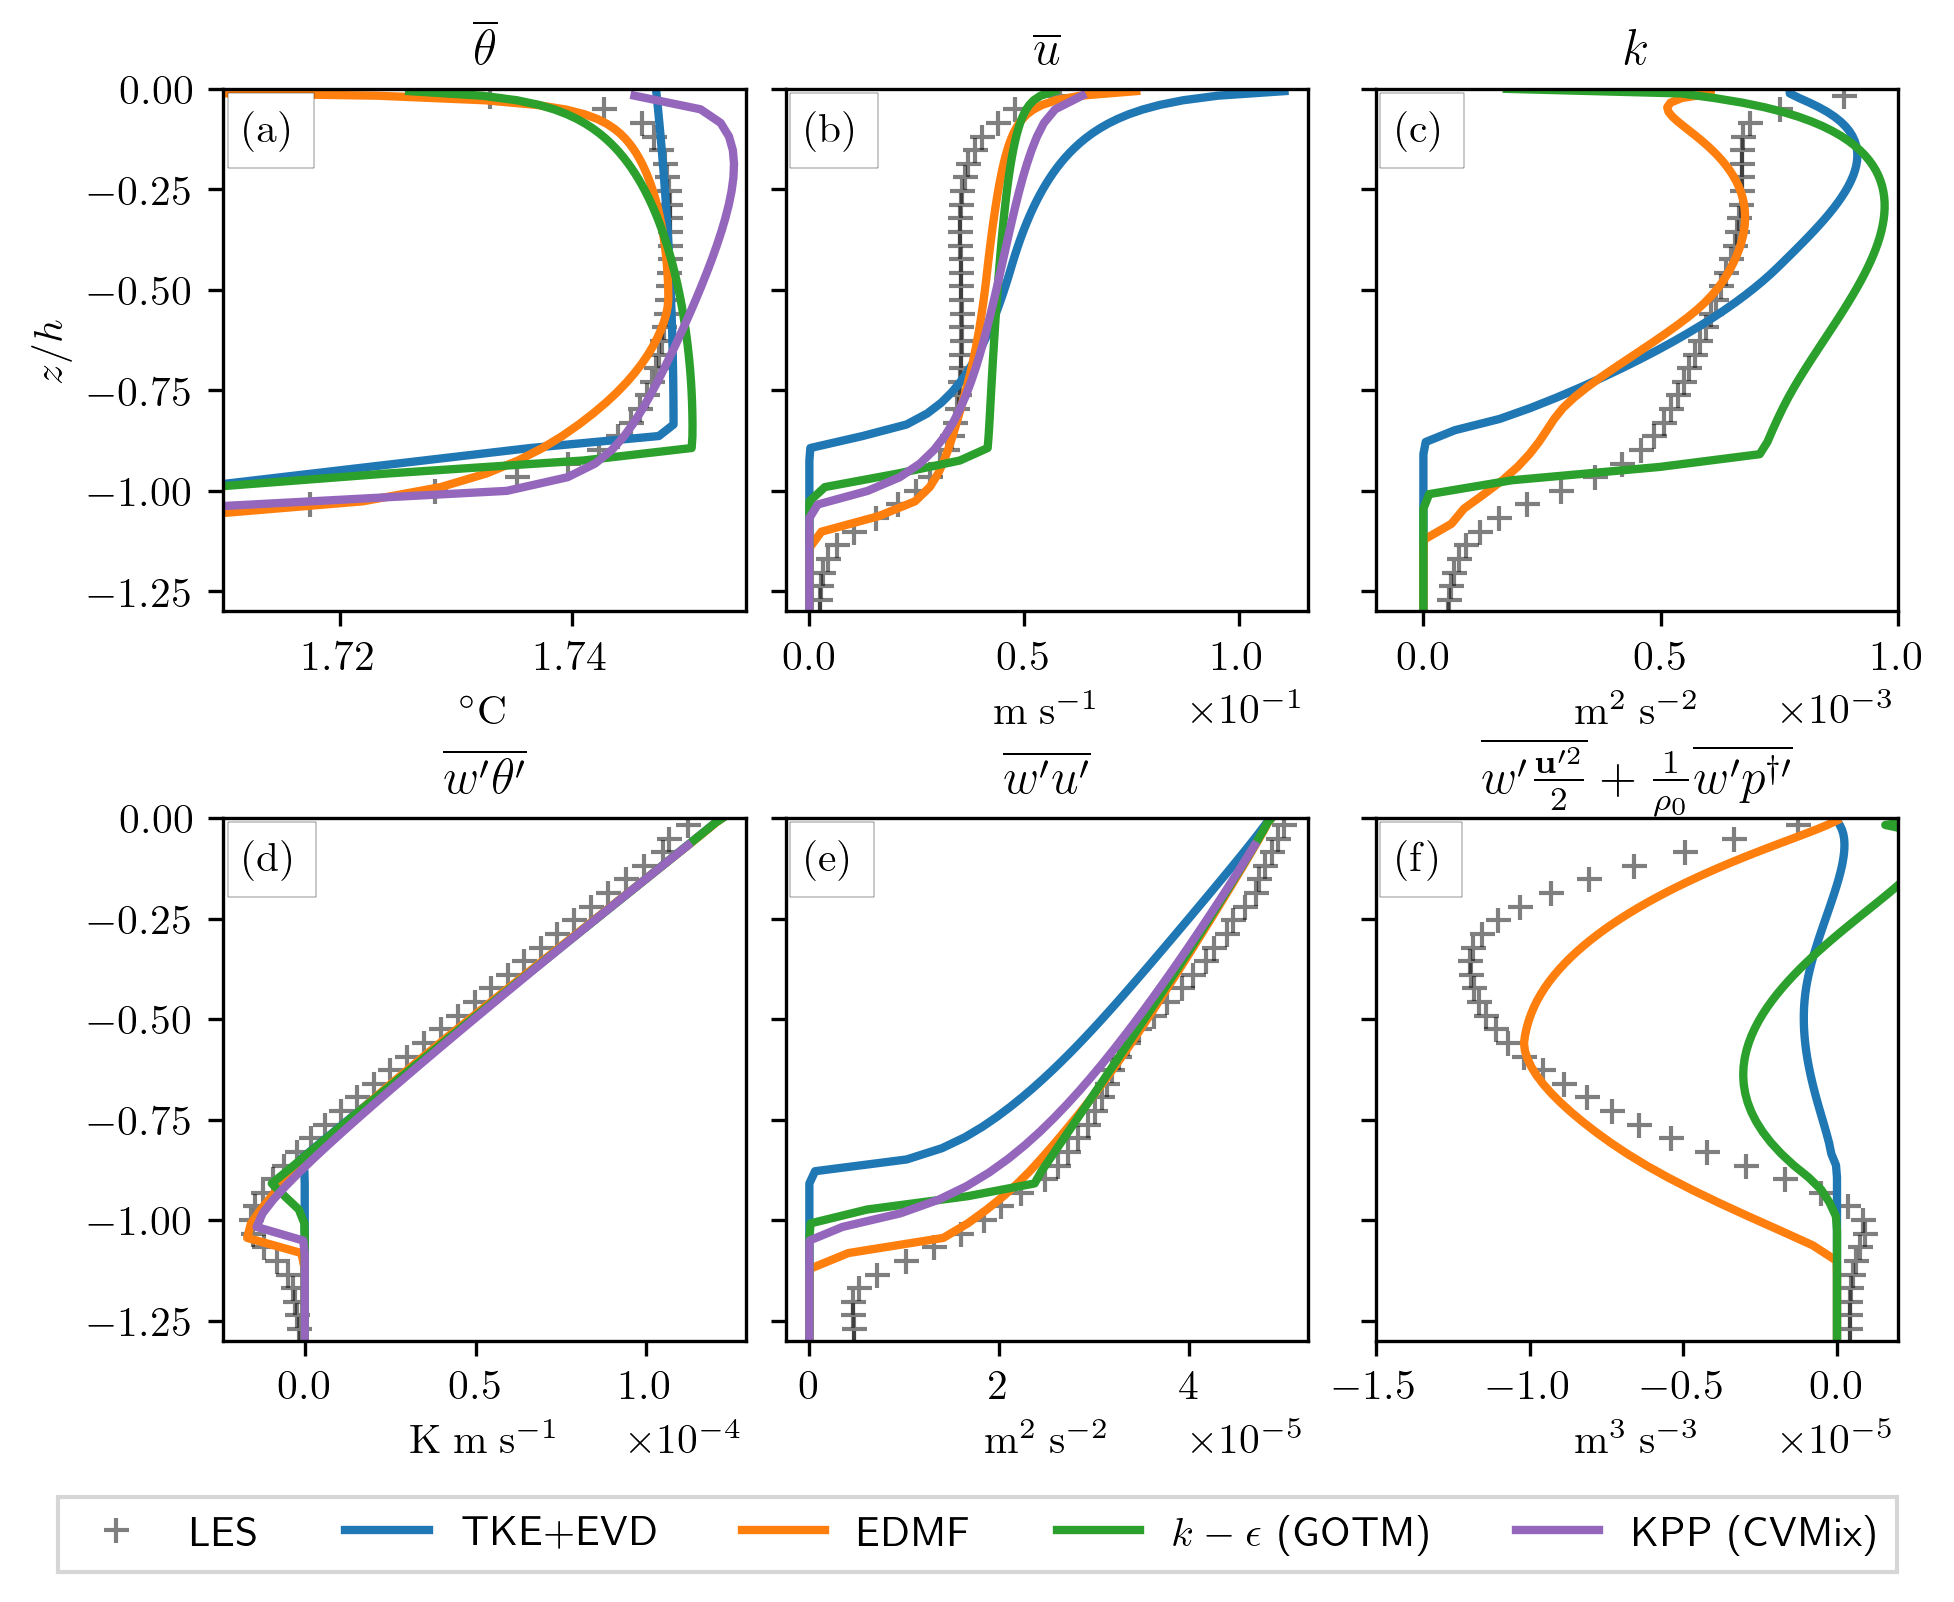 θ̅ u̅ k
(a) (b) (c)
0.00
−0.25
−0.50
−0.75
−1.00
−1.25
z/h
1.72 1.74 0.0 0.5 1.0 0.0 0.5 1.0
°C m s⁻¹ ×10⁻¹ m² s⁻² ×10⁻³
w′θ′ w′u′ w′ u′²/2 + 1/ρ₀ w′p†′
(d) (e) (f)
0.00
−0.25
−0.50
−0.75
−1.00
−1.25
0.0 0.5 1.0 0 2 4 −1.5 −1.0 −0.5 0.0
K m s⁻¹ ×10⁻⁴ m² s⁻² ×10⁻⁵ m³ s⁻³ ×10⁻⁵
LES TKE+EVD EDMF k − ϵ (GOTM) KPP (CVMix)